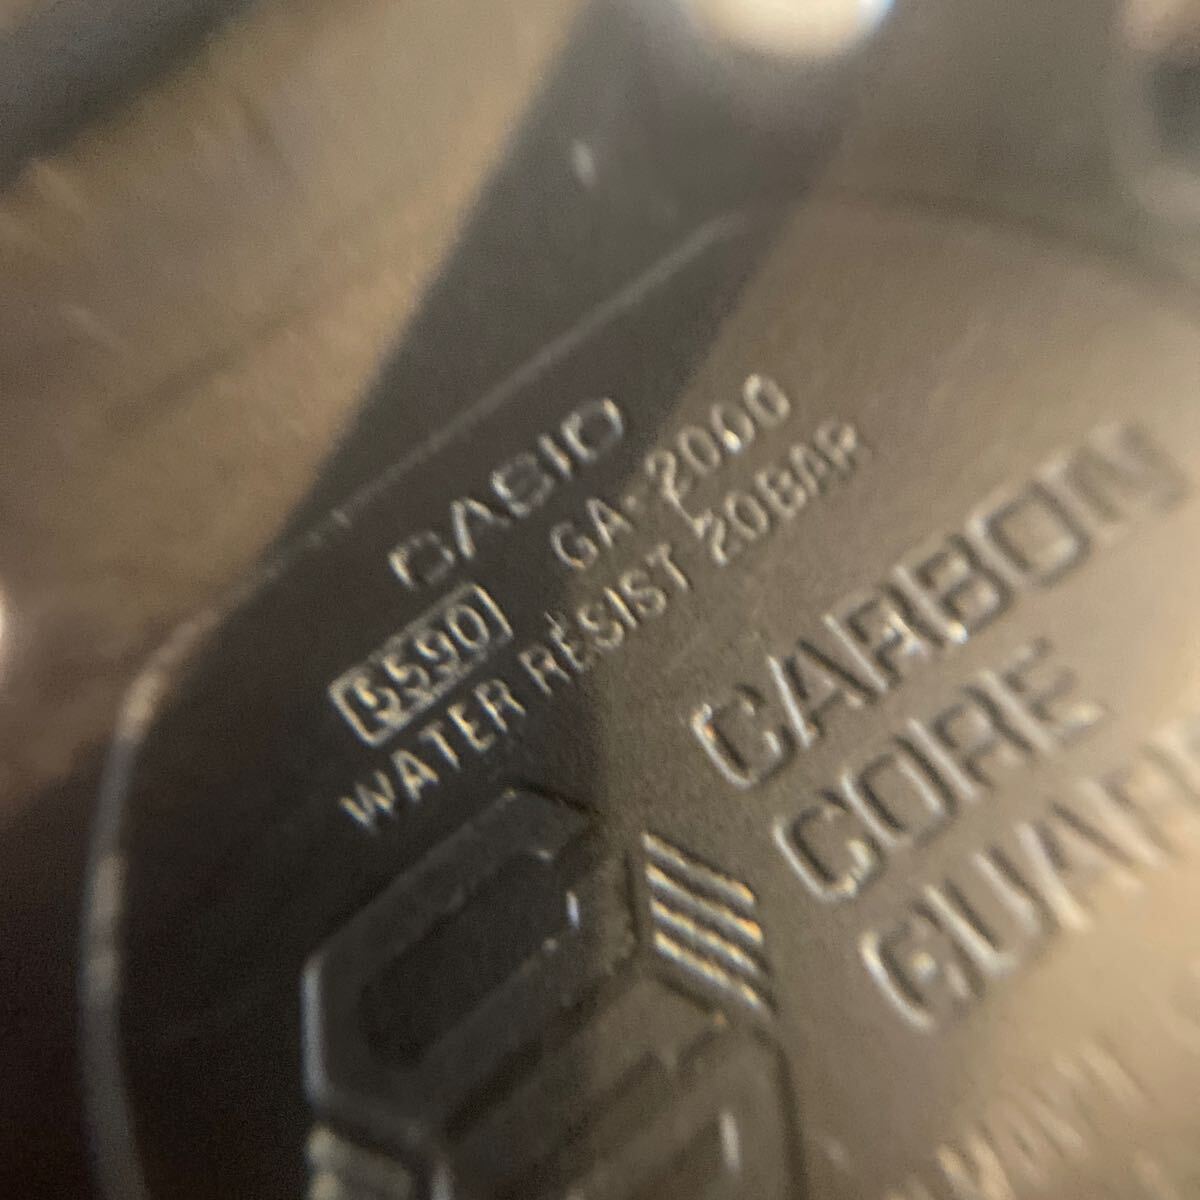 CASIO
5590 GA-2000
WATER RESIST 20BAR
CARBON
CORE